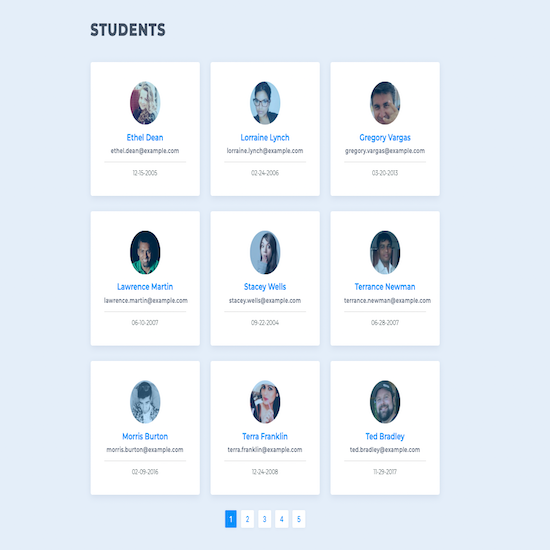 STUDENTS
Ethel Dean
ethel.dean@example.com
12-15-2005
Lorraine Lynch
lorraine.lynch@example.com
02-24-2006
Gregory Vargas
gregory.vargas@example.com
03-20-2013
Lawrence Martin
lawrence.martin@example.com
06-10-2007
Stacey Wells
stacey.wells@example.com
09-22-2004
Terrance Newman
terrance.newman@example.com
06-28-2007
Morris Burton
morris.burton@example.com
02-09-2016
Terra Franklin
terra.franklin@example.com
12-24-2008
Ted Bradley
ted.bradley@example.com
11-29-2017
1 2 3 4 5